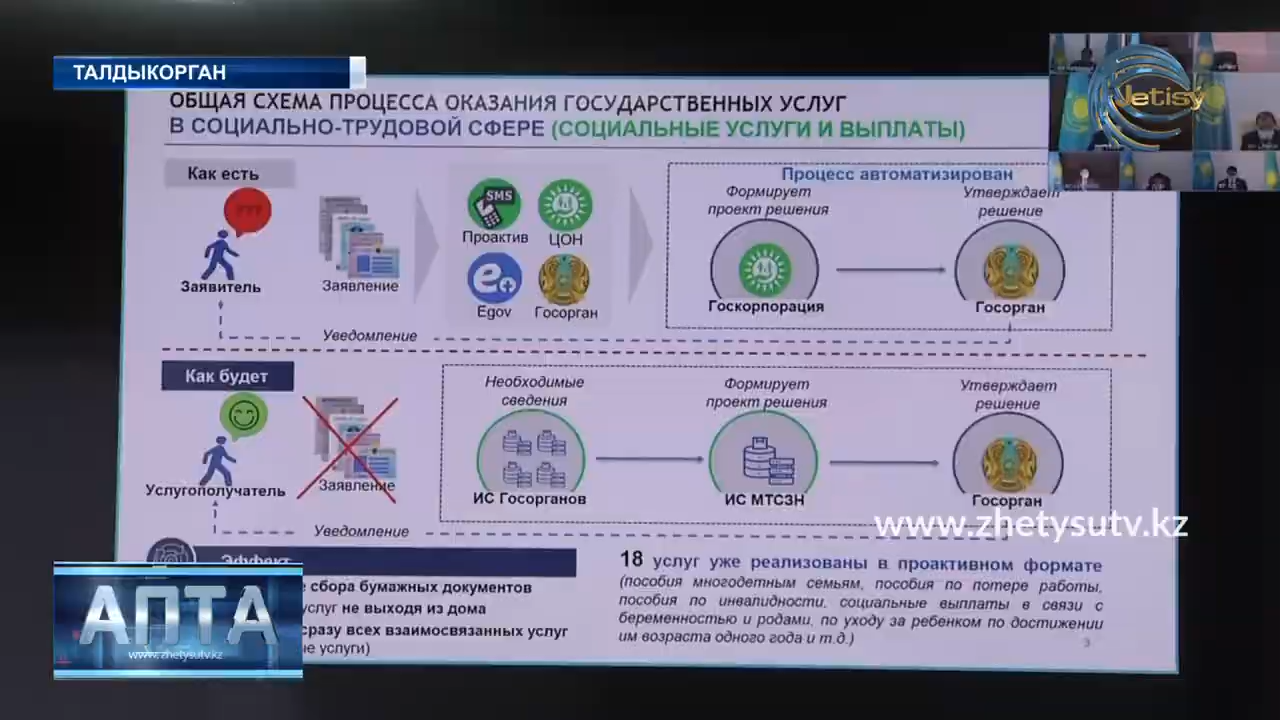 ТАЛДЫКОРГАН
Jetisy
ОБЩАЯ СХЕМА ПРОЦЕССА ОКАЗАНИЯ ГОСУДАРСТВЕННЫХ УСЛУГ
В СОЦИАЛЬНО-ТРУДОВОЙ СФЕРЕ (СОЦИАЛЬНЫЕ УСЛУГИ И ВЫПЛАТЫ)
Как есть
???
Заявитель
Заявление
SMS
Проактив
ЦОН
Egov
Госорган
Процесс автоматизирован
Формирует
проект решения
Госкорпорация
Утверждает
решение
Госорган
Уведомление
Как будет
Услугополучатель
Заявление
Необходимые
сведения
ИС Госорганов
Формирует
проект решения
ИС МТСЗН
Утверждает
решение
Госорган
Уведомление
www.zhetysutv.kz
Эффект
сбора бумажных документов
услуг не выходя из дома
сразу всех взаимосвязанных услуг
услуги)
18 услуг уже реализованы в проактивном формате
(пособия многодетным семьям, пособия по потере работы,
пособия по инвалидности, социальные выплаты в связи с
беременностью и родами, по уходу за ребенком по достижении
им возраста одного года и т.д.)
3
АПТА
www.zhetysutv.kz